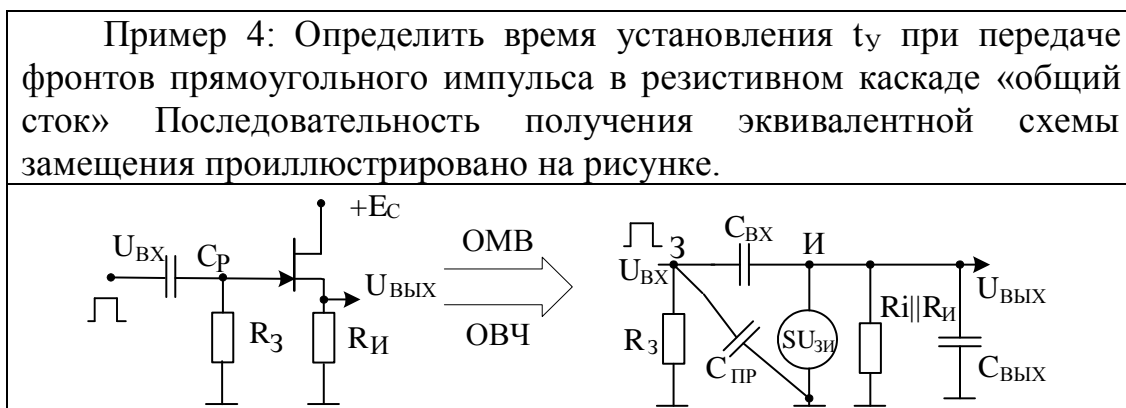 Пример 4: Определить время установления tУ при передаче
фронтов прямоугольного импульса в резистивном каскаде «общий
сток» Последовательность получения эквивалентной схемы
замещения проиллюстрировано на рисунке.
+EС
UВХ
CР
ОМВ
UВЫХ
RЗ
RИ
ОВЧ
CВХ
З
И
UВХ
UВЫХ
Ri||RИ
RЗ
SUЗИ
CПР
CВЫХ